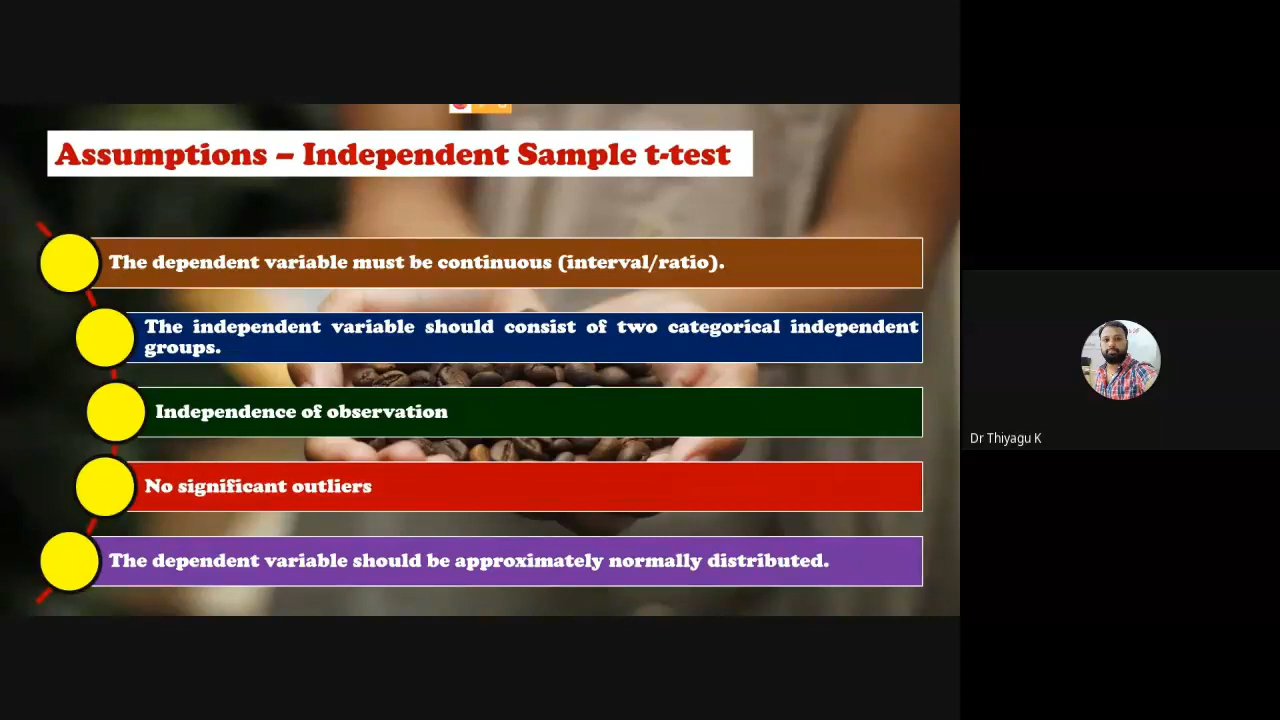 Assumptions – Independent Sample t-test
The dependent variable must be continuous (interval/ratio).
The independent variable should consist of two categorical independent
groups.
Independence of observation
No significant outliers
The dependent variable should be approximately normally distributed.
Dr Thiyagu K